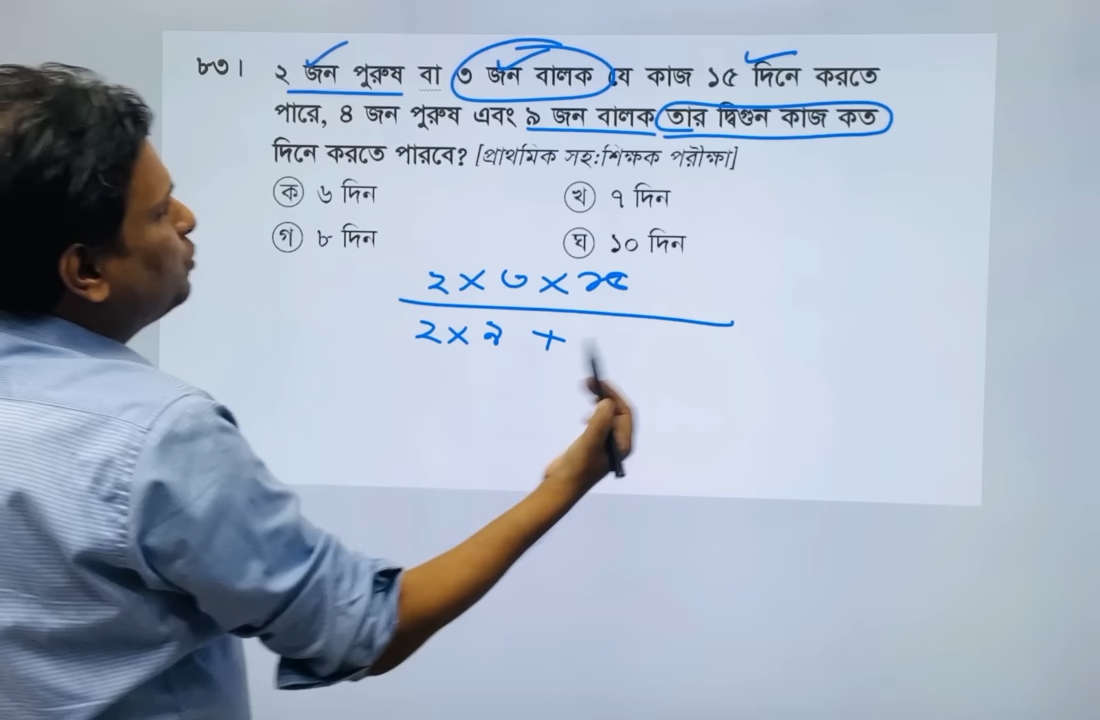 ৮৩। ২ জন পুরুষ বা ৩ জন বালক যে কাজ ১৫ দিনে করতে
পারে, ৪ জন পুরুষ এবং ৯ জন বালক তার দ্বিগুন কাজ কত
দিনে করতে পারবে? [প্রাথমিক সহ:শিক্ষক পরীক্ষা]
ক ৬ দিন খ ৭ দিন
গ ৮ দিন ঘ ১০ দিন
২ × ৩ × ১৫
২ × ৯ +